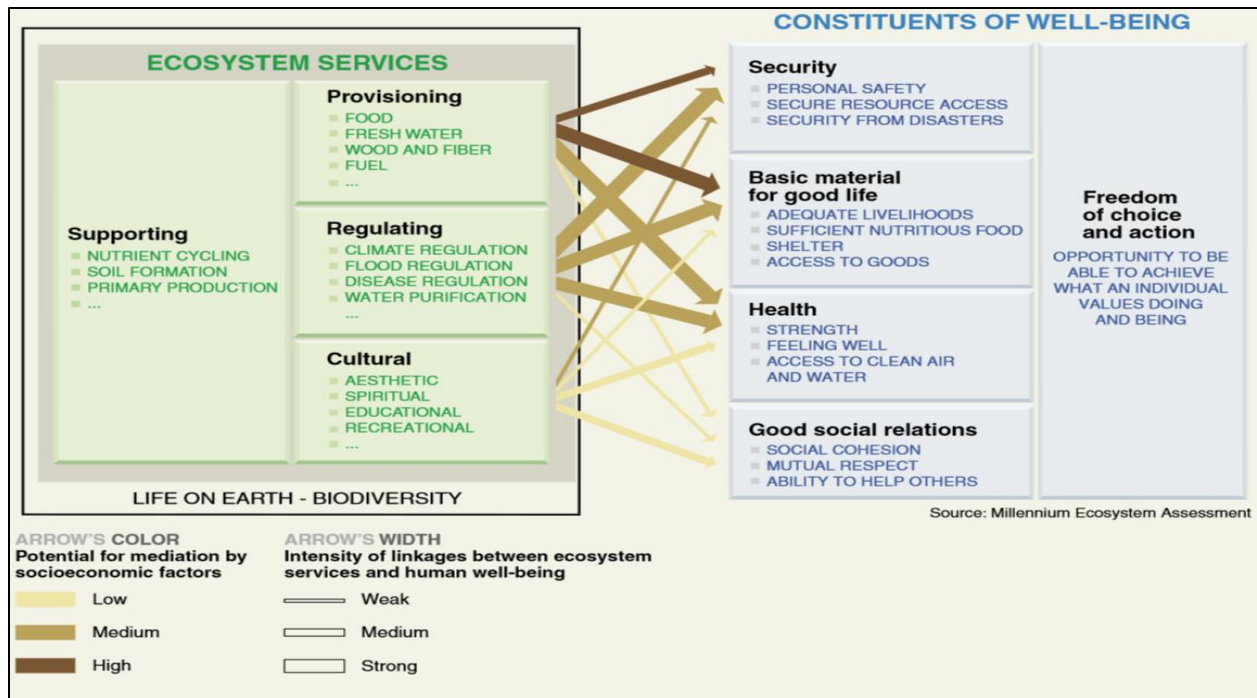 CONSTITUENTS OF WELL-BEING
ECOSYSTEM SERVICES
Supporting
NUTRIENT CYCLING
SOIL FORMATION
PRIMARY PRODUCTION
...
Provisioning
FOOD
FRESH WATER
WOOD AND FIBER
FUEL
...
Regulating
CLIMATE REGULATION
FLOOD REGULATION
DISEASE REGULATION
WATER PURIFICATION
...
Cultural
AESTHETIC
SPIRITUAL
EDUCATIONAL
RECREATIONAL
...
LIFE ON EARTH - BIODIVERSITY
Security
PERSONAL SAFETY
SECURE RESOURCE ACCESS
SECURITY FROM DISASTERS
Basic material
for good life
ADEQUATE LIVELIHOODS
SUFFICIENT NUTRITIOUS FOOD
SHELTER
ACCESS TO GOODS
Health
STRENGTH
FEELING WELL
ACCESS TO CLEAN AIR
AND WATER
Good social relations
SOCIAL COHESION
MUTUAL RESPECT
ABILITY TO HELP OTHERS
Freedom
of choice
and action
OPPORTUNITY TO BE
ABLE TO ACHIEVE
WHAT AN INDIVIDUAL
VALUES DOING
AND BEING
Source: Millennium Ecosystem Assessment
ARROW'S COLOR
Potential for mediation by
socioeconomic factors
Low
Medium
High
ARROW'S WIDTH
Intensity of linkages between ecosystem
services and human well-being
Weak
Medium
Strong